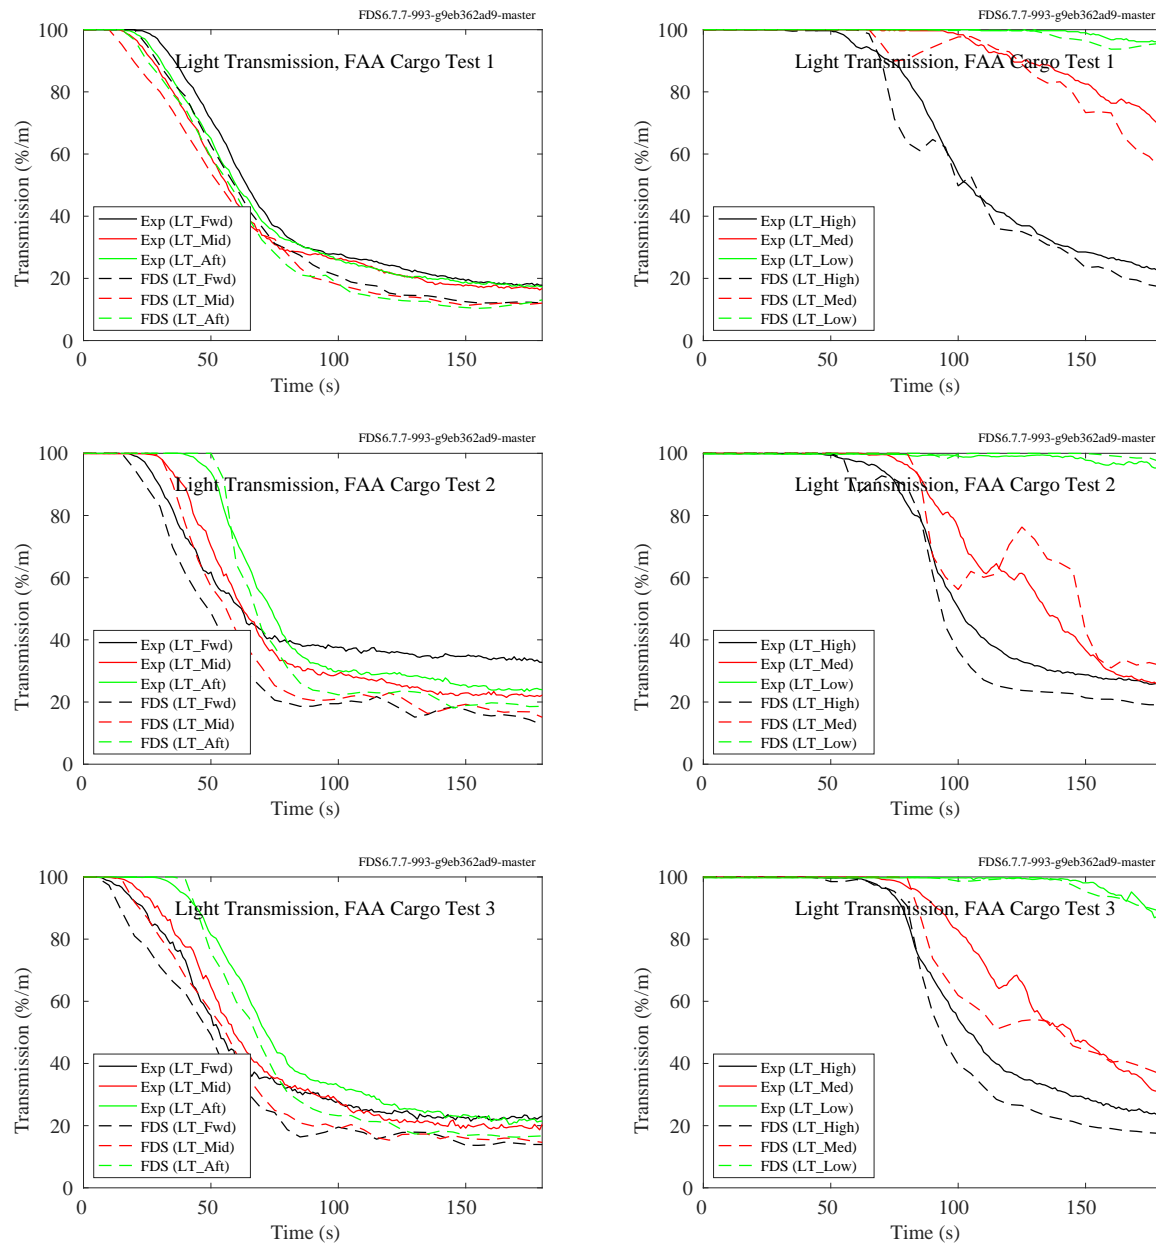 FDS6.7.7-993-g9eb362ad9-master
Light Transmission, FAA Cargo Test 1
Transmission (%/m)
100
80
60
40
20
0
Exp (LT_Fwd)
Exp (LT_Mid)
Exp (LT_Aft)
FDS (LT_Fwd)
FDS (LT_Mid)
FDS (LT_Aft)
0 50 100 150
Time (s)
FDS6.7.7-993-g9eb362ad9-master
Light Transmission, FAA Cargo Test 1
Transmission (%/m)
100
80
60
40
20
0
Exp (LT_High)
Exp (LT_Med)
Exp (LT_Low)
FDS (LT_High)
FDS (LT_Med)
FDS (LT_Low)
0 50 100 150
Time (s)
FDS6.7.7-993-g9eb362ad9-master
Light Transmission, FAA Cargo Test 2
Transmission (%/m)
100
80
60
40
20
0
Exp (LT_Fwd)
Exp (LT_Mid)
Exp (LT_Aft)
FDS (LT_Fwd)
FDS (LT_Mid)
FDS (LT_Aft)
0 50 100 150
Time (s)
FDS6.7.7-993-g9eb362ad9-master
Light Transmission, FAA Cargo Test 2
Transmission (%/m)
100
80
60
40
20
0
Exp (LT_High)
Exp (LT_Med)
Exp (LT_Low)
FDS (LT_High)
FDS (LT_Med)
FDS (LT_Low)
0 50 100 150
Time (s)
FDS6.7.7-993-g9eb362ad9-master
Light Transmission, FAA Cargo Test 3
Transmission (%/m)
100
80
60
40
20
0
Exp (LT_Fwd)
Exp (LT_Mid)
Exp (LT_Aft)
FDS (LT_Fwd)
FDS (LT_Mid)
FDS (LT_Aft)
0 50 100 150
Time (s)
FDS6.7.7-993-g9eb362ad9-master
Light Transmission, FAA Cargo Test 3
Transmission (%/m)
100
80
60
40
20
0
Exp (LT_High)
Exp (LT_Med)
Exp (LT_Low)
FDS (LT_High)
FDS (LT_Med)
FDS (LT_Low)
0 50 100 150
Time (s)